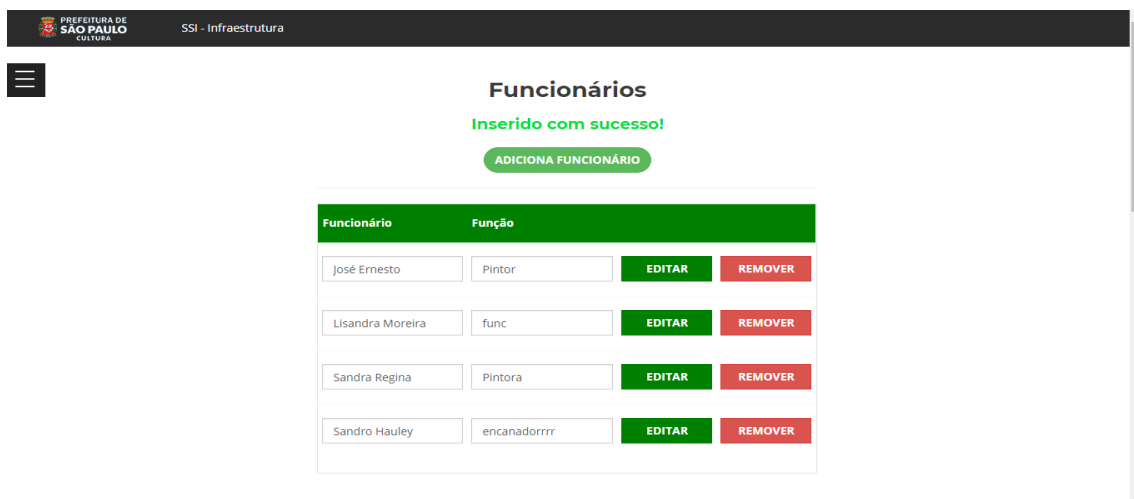 PREFEITURA DE
SÃO PAULO
CULTURA
SSI - Infraestrutura
Funcionários
Inserido com sucesso!
ADICIONA FUNCIONÁRIO
Funcionário Função
José Ernesto Pintor EDITAR REMOVER
Lisandra Moreira func EDITAR REMOVER
Sandra Regina Pintora EDITAR REMOVER
Sandro Hauley encanadorrrr EDITAR REMOVER